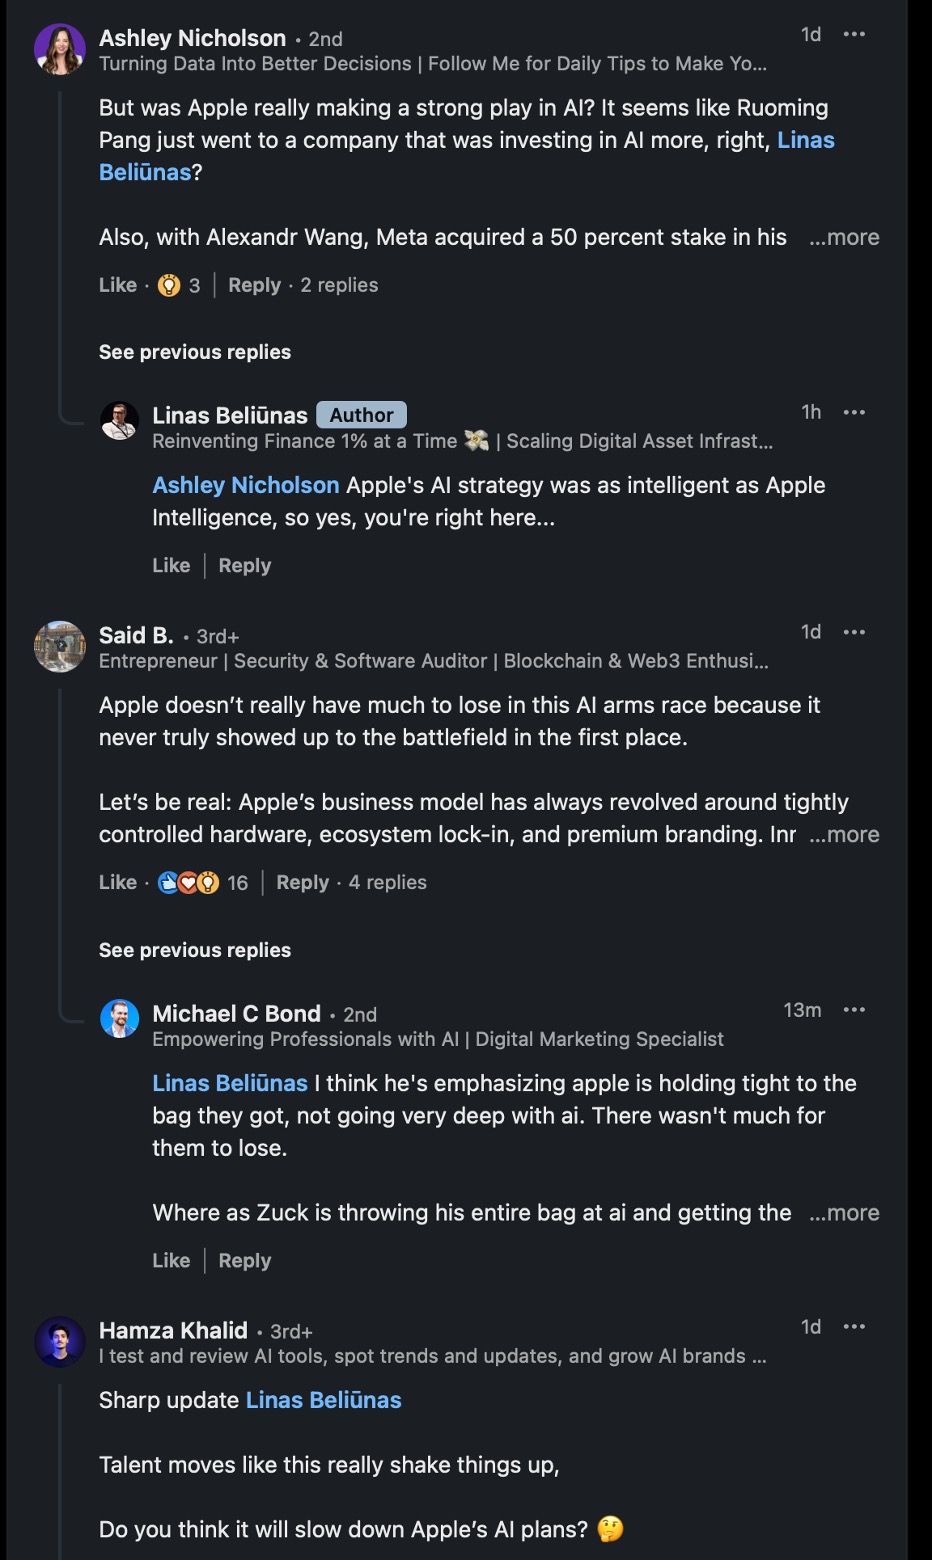 Ashley Nicholson • 2nd
1d
Turning Data Into Better Decisions | Follow Me for Daily Tips to Make Yo...
But was Apple really making a strong play in AI? It seems like Ruoming
Pang just went to a company that was investing in AI more, right, Linas
Beliūnas?
Also, with Alexandr Wang, Meta acquired a 50 percent stake in his ...more
Like · 3 | Reply · 2 replies
See previous replies
Linas Beliūnas Author
1h
Reinventing Finance 1% at a Time 💸 | Scaling Digital Asset Infrast...
Ashley Nicholson Apple's AI strategy was as intelligent as Apple
Intelligence, so yes, you're right here...
Like | Reply
Said B. • 3rd+
1d
Entrepreneur | Security & Software Auditor | Blockchain & Web3 Enthusi...
Apple doesn’t really have much to lose in this AI arms race because it
never truly showed up to the battlefield in the first place.
Let’s be real: Apple’s business model has always revolved around tightly
controlled hardware, ecosystem lock-in, and premium branding. Inr ...more
Like · 16 | Reply · 4 replies
See previous replies
Michael C Bond • 2nd
13m
Empowering Professionals with AI | Digital Marketing Specialist
Linas Beliūnas I think he's emphasizing apple is holding tight to the
bag they got, not going very deep with ai. There wasn't much for
them to lose.
Where as Zuck is throwing his entire bag at ai and getting the ...more
Like | Reply
Hamza Khalid • 3rd+
1d
I test and review AI tools, spot trends and updates, and grow AI brands ...
Sharp update Linas Beliūnas
Talent moves like this really shake things up,
Do you think it will slow down Apple’s AI plans? 🤔